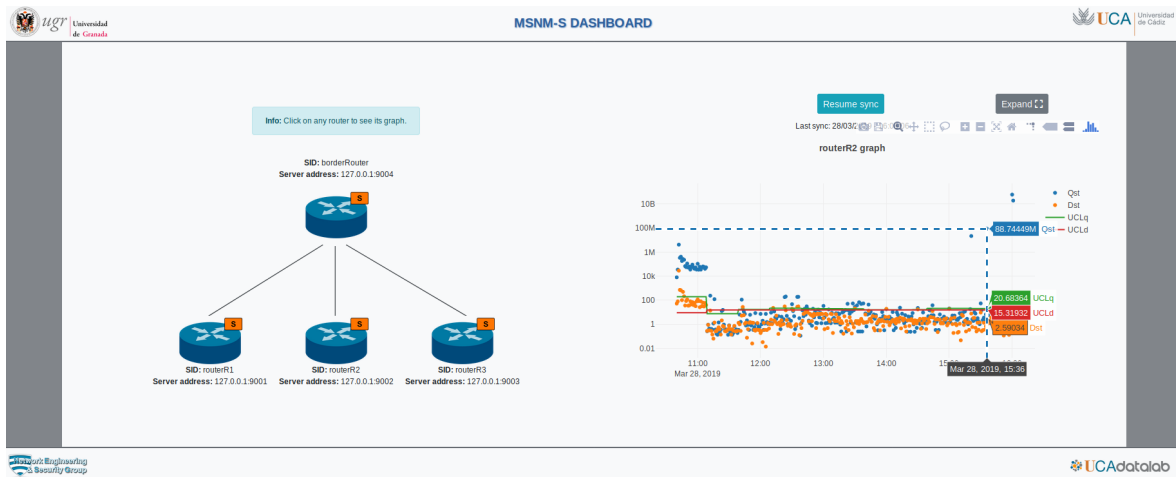 ugr
Universidad
de Granada
MSNM-S DASHBOARD
UCA
Universidad
de Cádiz
Info: Click on any router to see its graph.
Resume sync
Expand
Last sync: 28/03/2
routerR2 graph
SID: borderRouter
Server address: 127.0.0.1:9004
S
S
S
S
SID: routerR1
Server address: 127.0.0.1:9001
SID: routerR2
Server address: 127.0.0.1:9002
SID: routerR3
Server address: 127.0.0.1:9003
10B
100M
1M
10k
100
1
0.01
Qst
Dst
UCLq
UCLd
88.74449M Qst
20.68364 UCLq
15.31932 UCLd
2.59034 Dst
11:00
Mar 28, 2019
12:00
13:00
14:00
Mar 28, 2019, 15:36
Network Engineering
& Security Group
UCAdatalab